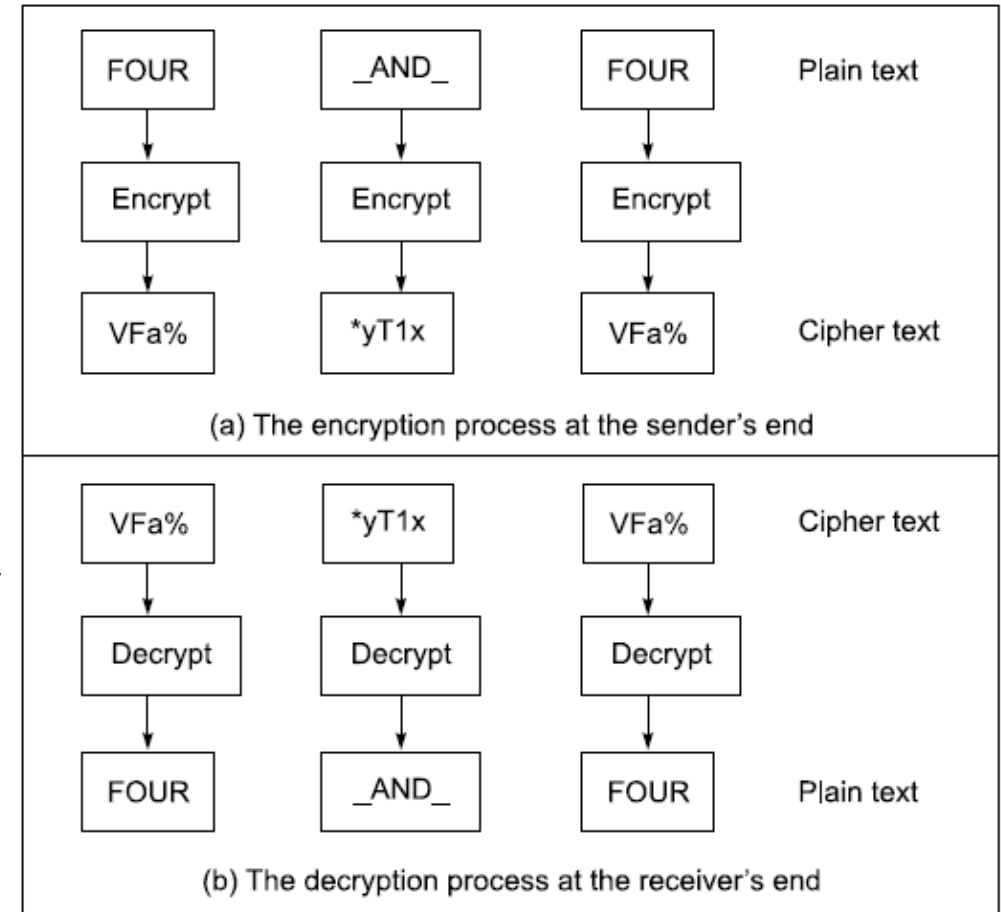 FOUR _AND_ FOUR Plain text
Encrypt Encrypt Encrypt
VFa% *yT1x VFa% Cipher text
(a) The encryption process at the sender's end
VFa% *yT1x VFa% Cipher text
Decrypt Decrypt Decrypt
FOUR _AND_ FOUR Plain text
(b) The decryption process at the receiver's end